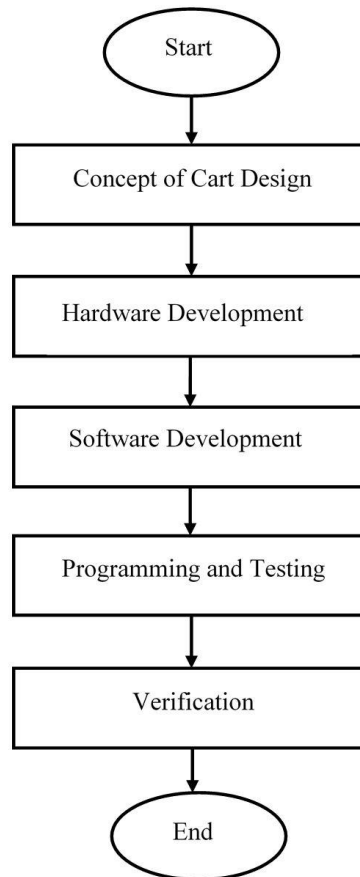 Start
Concept of Cart Design
Hardware Development
Software Development
Programming and Testing
Verification
End